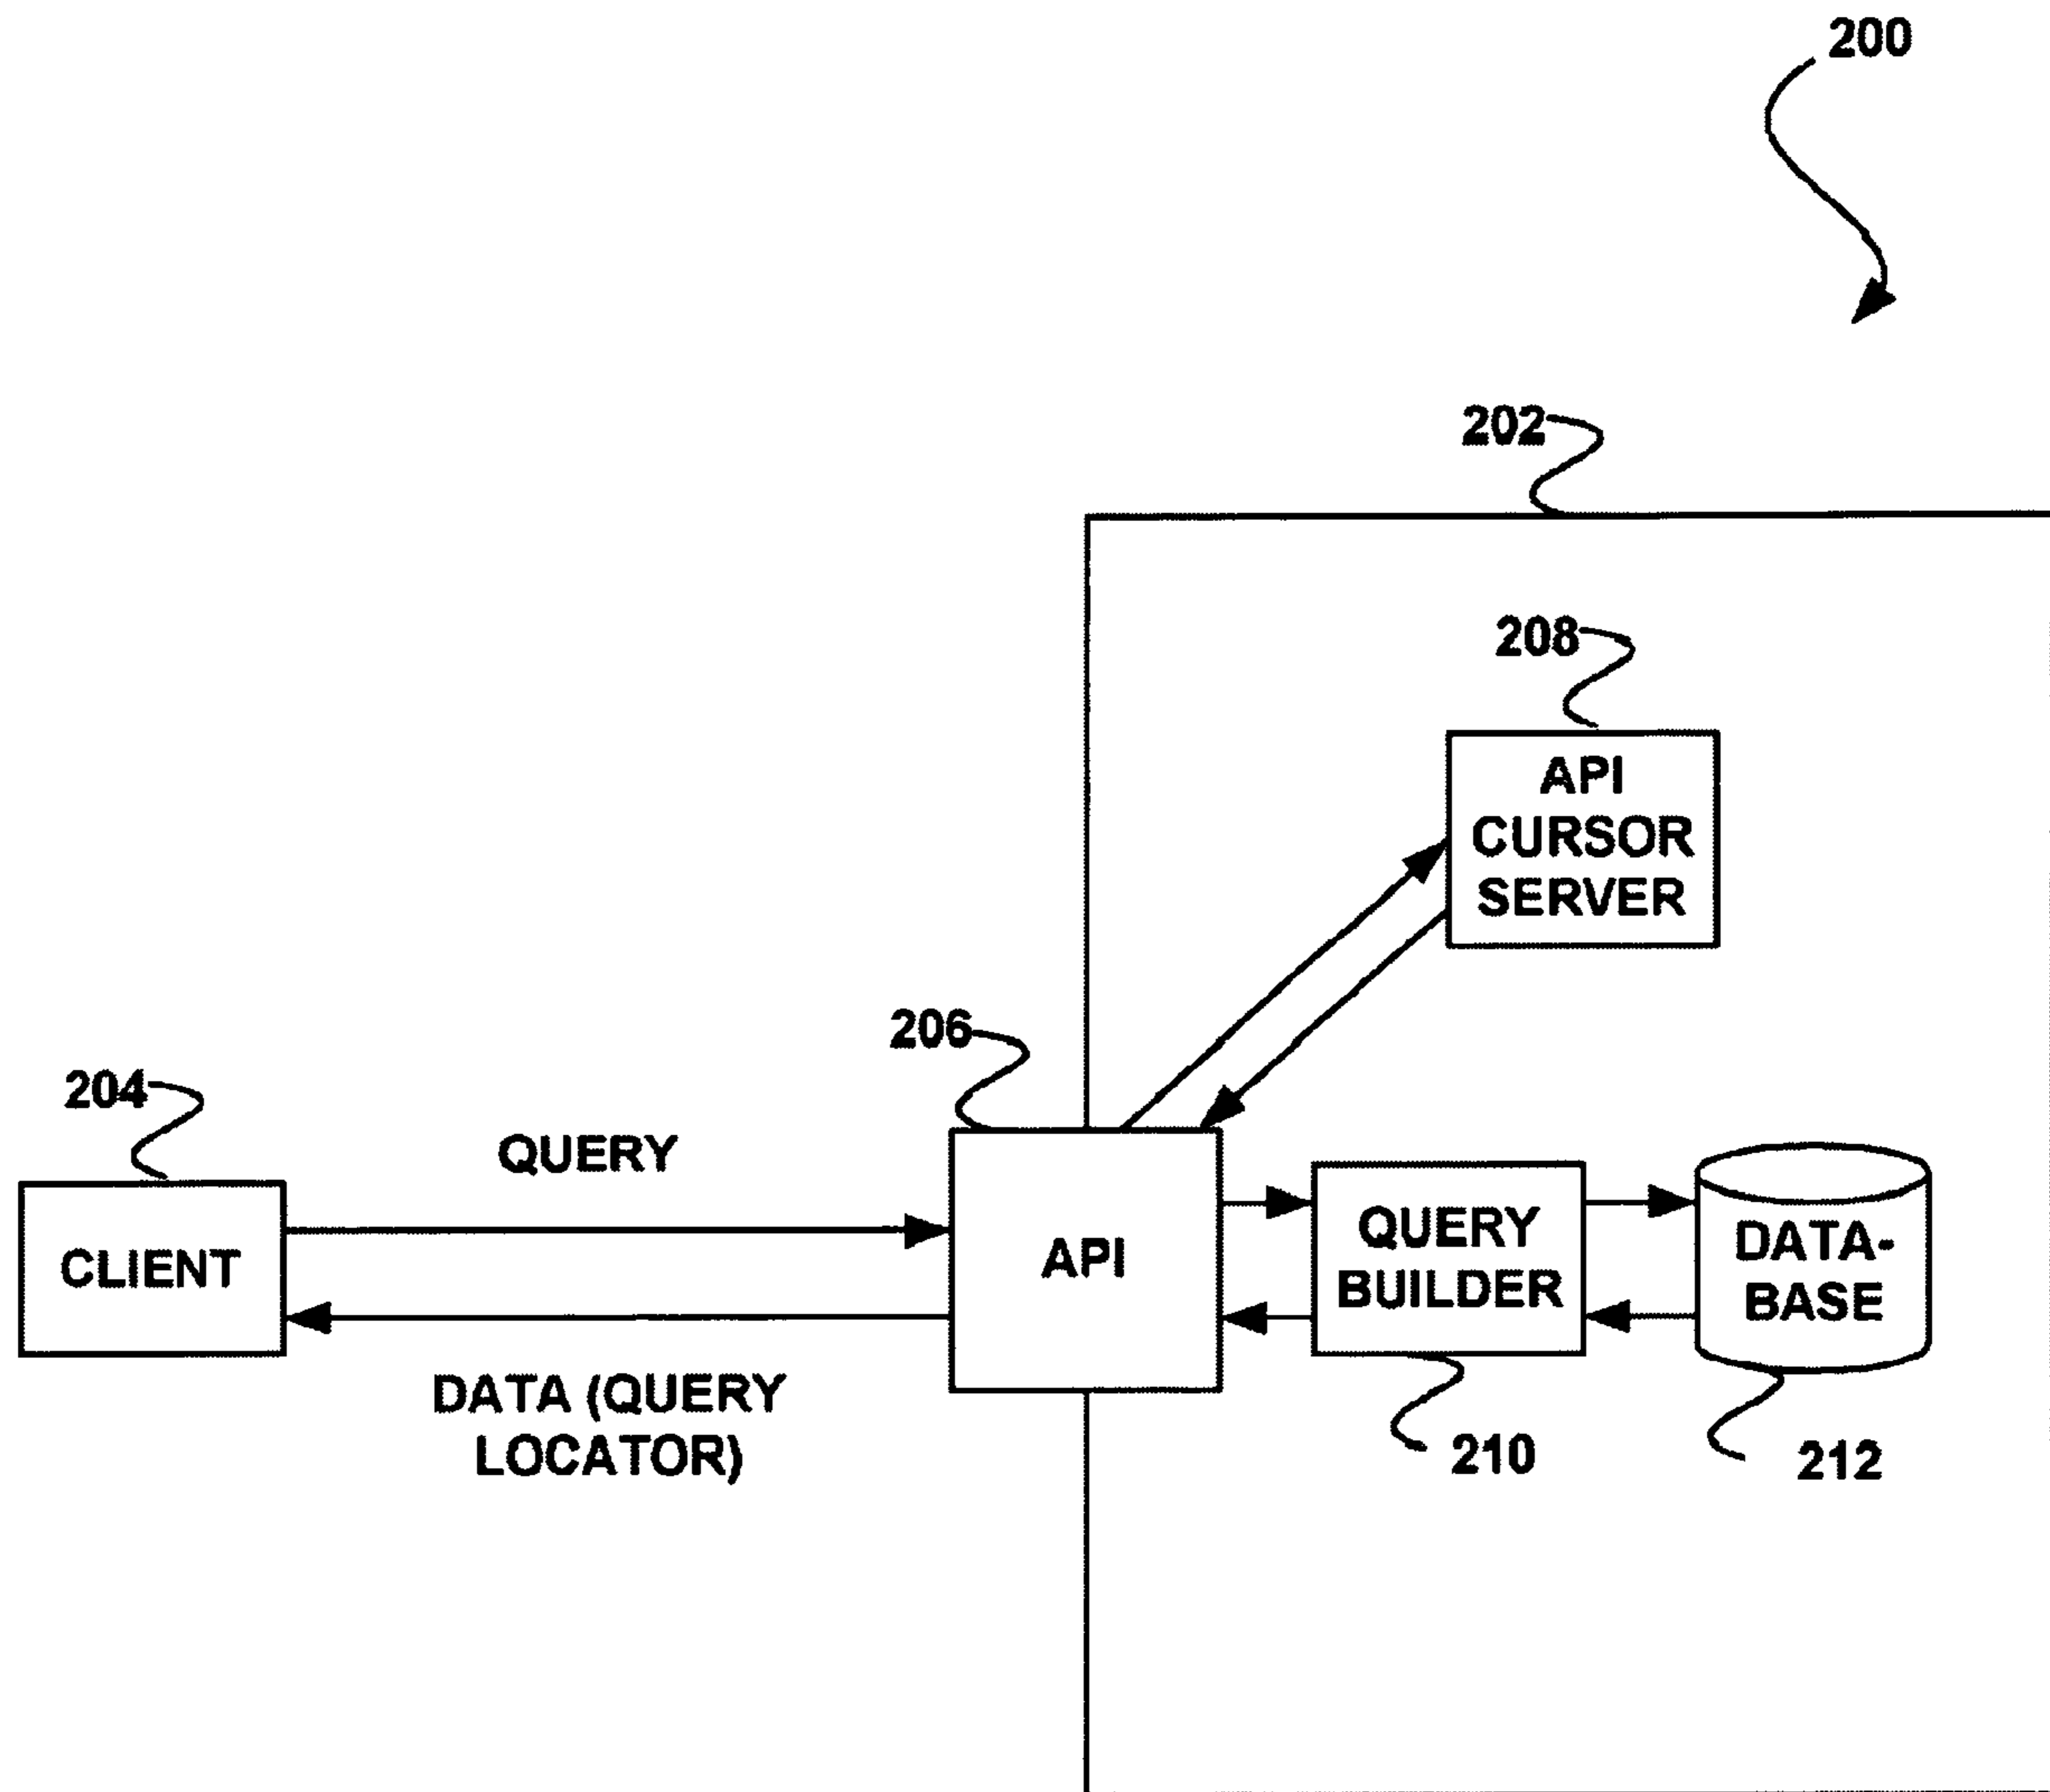 200
202
208
API
CURSOR
SERVER
206
204
QUERY
CLIENT
API
QUERY
BUILDER
DATA-
BASE
DATA (QUERY
LOCATOR)
210
212